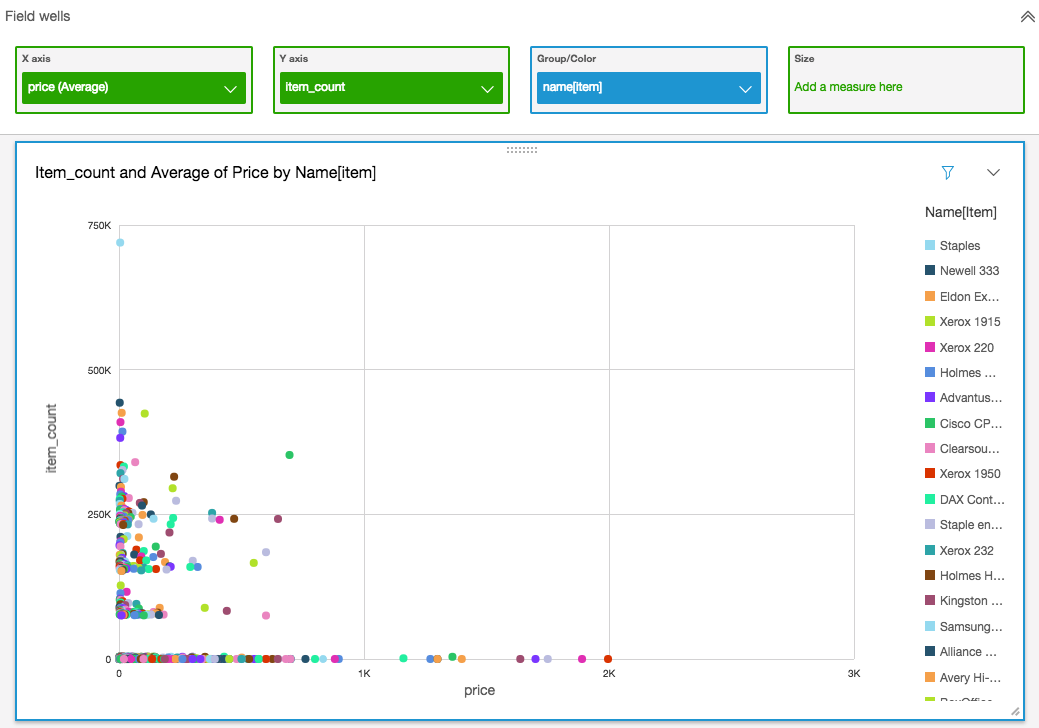 Field wells
X axis
price (Average)
Y axis
item_count
Group/Color
name[item]
Size
Add a measure here
Item_count and Average of Price by Name[item]
750K
500K
250K
0
0
1K
2K
3K
item_count
price
Name[Item]
Staples
Newell 333
Eldon Ex...
Xerox 1915
Xerox 220
Holmes ...
Advantus...
Cisco CP...
Clearsou...
Xerox 1950
DAX Cont...
Staple en...
Xerox 232
Holmes H...
Kingston ...
Samsung...
Alliance ...
Avery Hi-...